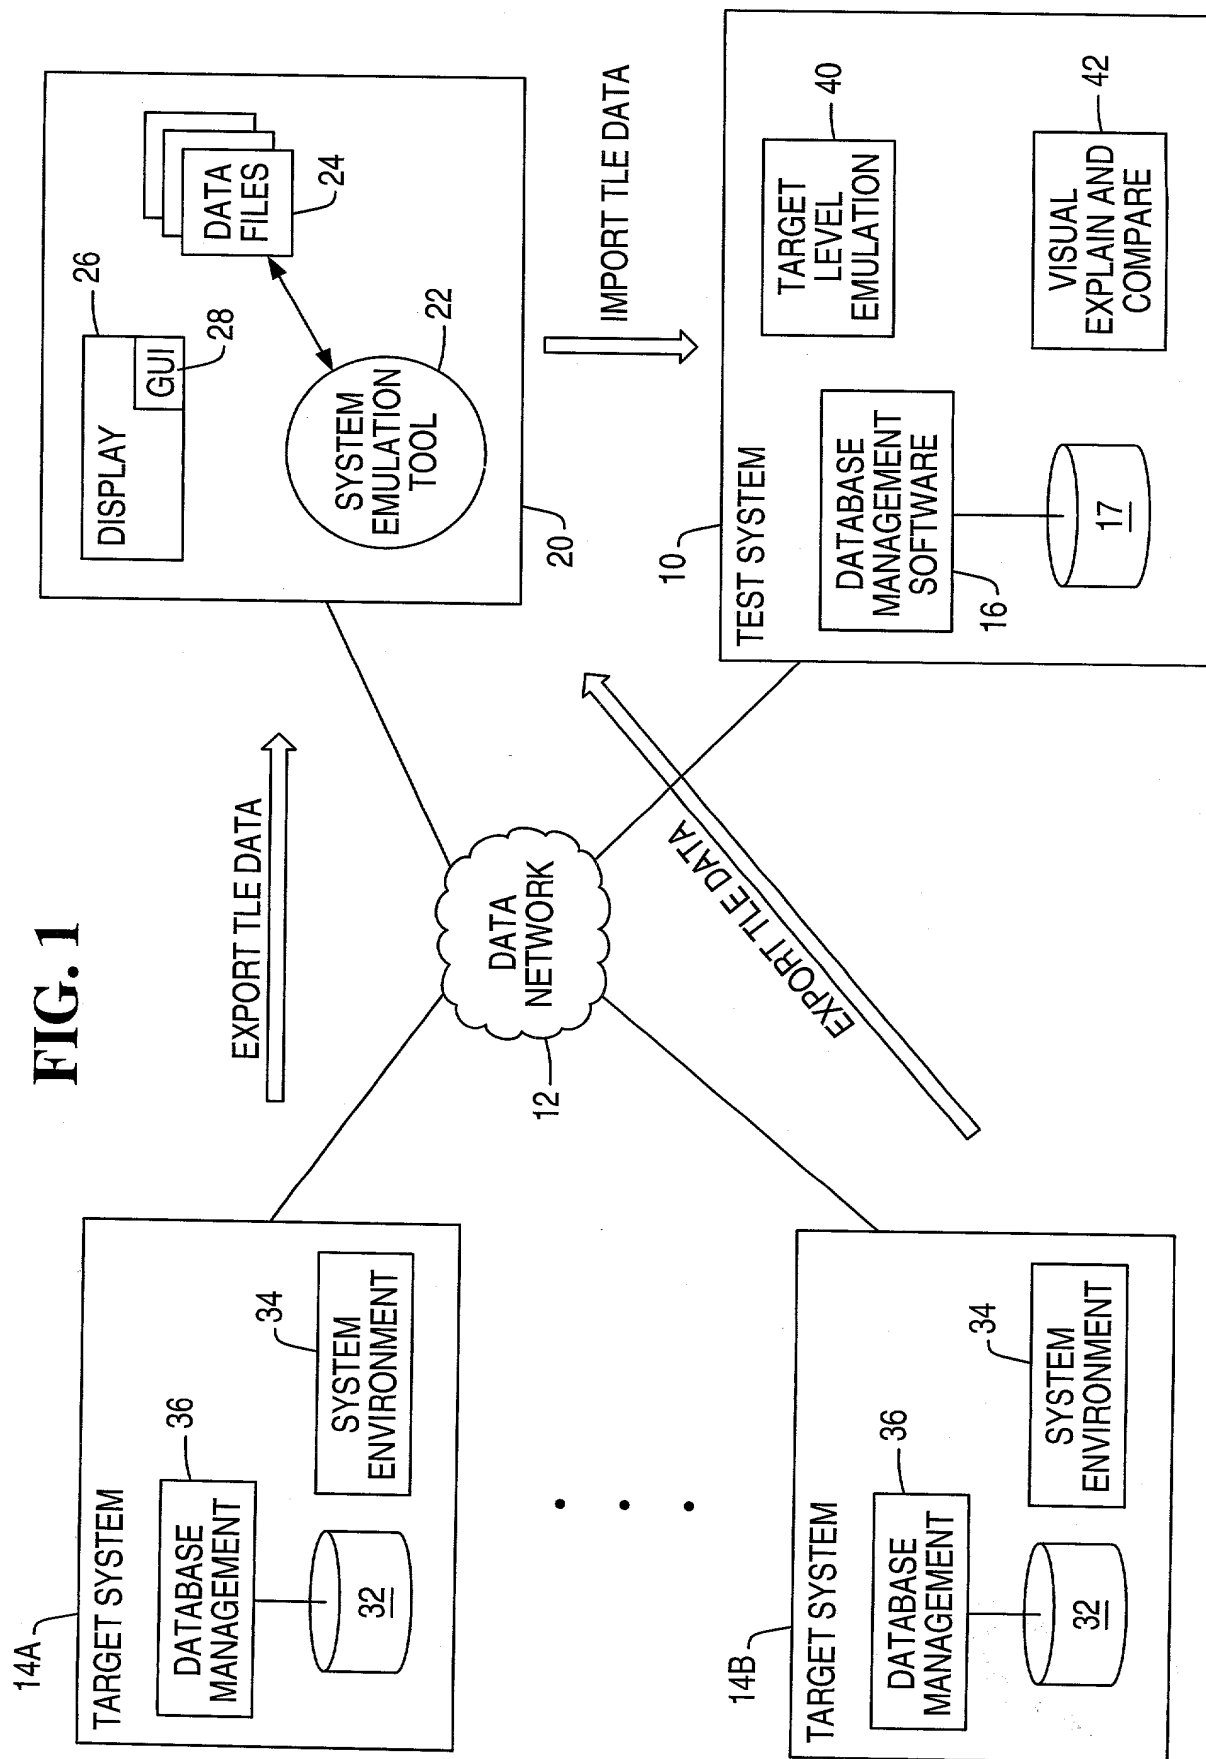 FIG. 1
14A
TARGET SYSTEM
DATABASE
MANAGEMENT
36
32
SYSTEM
ENVIRONMENT
34
EXPORT TLE DATA
DISPLAY
GUI
26
28
SYSTEM
EMULATION
TOOL
22
DATA
FILES
24
20
DATA
NETWORK
12
IMPORT TLE DATA
14B
TARGET SYSTEM
DATABASE
MANAGEMENT
36
32
SYSTEM
ENVIRONMENT
34
EXPORT TLE DATA
10
TEST SYSTEM
DATABASE
MANAGEMENT
SOFTWARE
16
17
TARGET
LEVEL
EMULATION
40
VISUAL
EXPLAIN AND
COMPARE
42